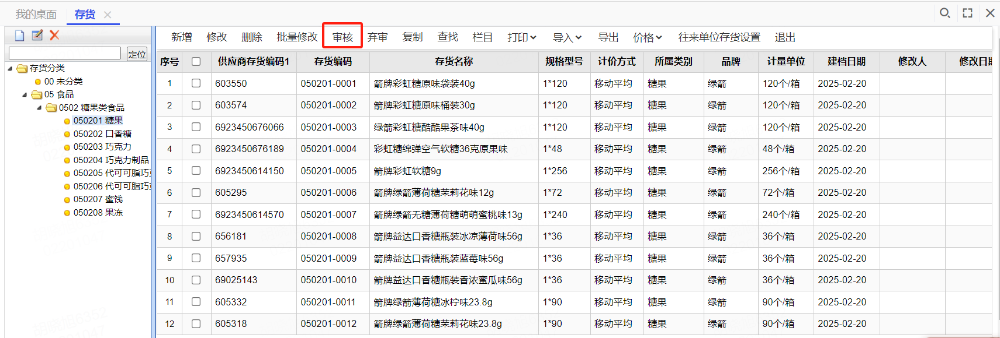 我的桌面 存货
新增 修改 删除 批量修改 审核 弃审 复制 查找 栏目 打印 导入 导出 价格 往来单位存货设置 退出
定位
存货分类
00 未分类
05 食品
0502 糖果类食品
050201 糖果
050202 口香糖
050203 巧克力
050204 巧克力制品
050205 代可可脂巧
050206 代可可脂巧
050207 蜜饯
050208 果冻
序号 供应商存货编码1 存货编码 存货名称 规格型号 计价方式 所属类别 品牌 计量单位 建档日期 修改人 修改日期
1 603550 050201-0001 箭牌彩虹糖原味袋装40g 1*120 移动平均 糖果 绿箭 120个/箱 2025-02-20
2 603574 050201-0002 箭牌彩虹糖原味桶装30g 1*120 移动平均 糖果 绿箭 120个/箱 2025-02-20
3 6923450676066 050201-0003 绿箭彩虹糖酷酷果茶味40g 1*120 移动平均 糖果 绿箭 120个/箱 2025-02-20
4 6923450676189 050201-0004 彩虹糖绵弹空气软糖36克原果味 1*48 移动平均 糖果 绿箭 48个/箱 2025-02-20
5 6923450614150 050201-0005 箭牌彩虹软糖9g 1*256 移动平均 糖果 绿箭 256个/箱 2025-02-20
6 605295 050201-0006 箭牌绿箭薄荷糖茉莉花味12g 1*72 移动平均 糖果 绿箭 72个/箱 2025-02-20
7 6923450614570 050201-0007 箭牌绿箭无糖薄荷糖萌萌蜜桃味13g 1*240 移动平均 糖果 绿箭 240个/箱 2025-02-20
8 656181 050201-0008 箭牌益达口香糖瓶装冰凉薄荷味56g 1*36 移动平均 糖果 绿箭 36个/箱 2025-02-20
9 657935 050201-0009 箭牌益达口香糖瓶装蓝莓味56g 1*36 移动平均 糖果 绿箭 36个/箱 2025-02-20
10 69025143 050201-0010 箭牌益达口香糖瓶装香浓蜜瓜味56g 1*36 移动平均 糖果 绿箭 36个/箱 2025-02-20
11 605332 050201-0011 箭牌绿箭薄荷糖冰柠味23.8g 1*90 移动平均 糖果 绿箭 90个/箱 2025-02-20
12 605318 050201-0012 箭牌绿箭薄荷糖茉莉花味23.8g 1*90 移动平均 糖果 绿箭 90个/箱 2025-02-20